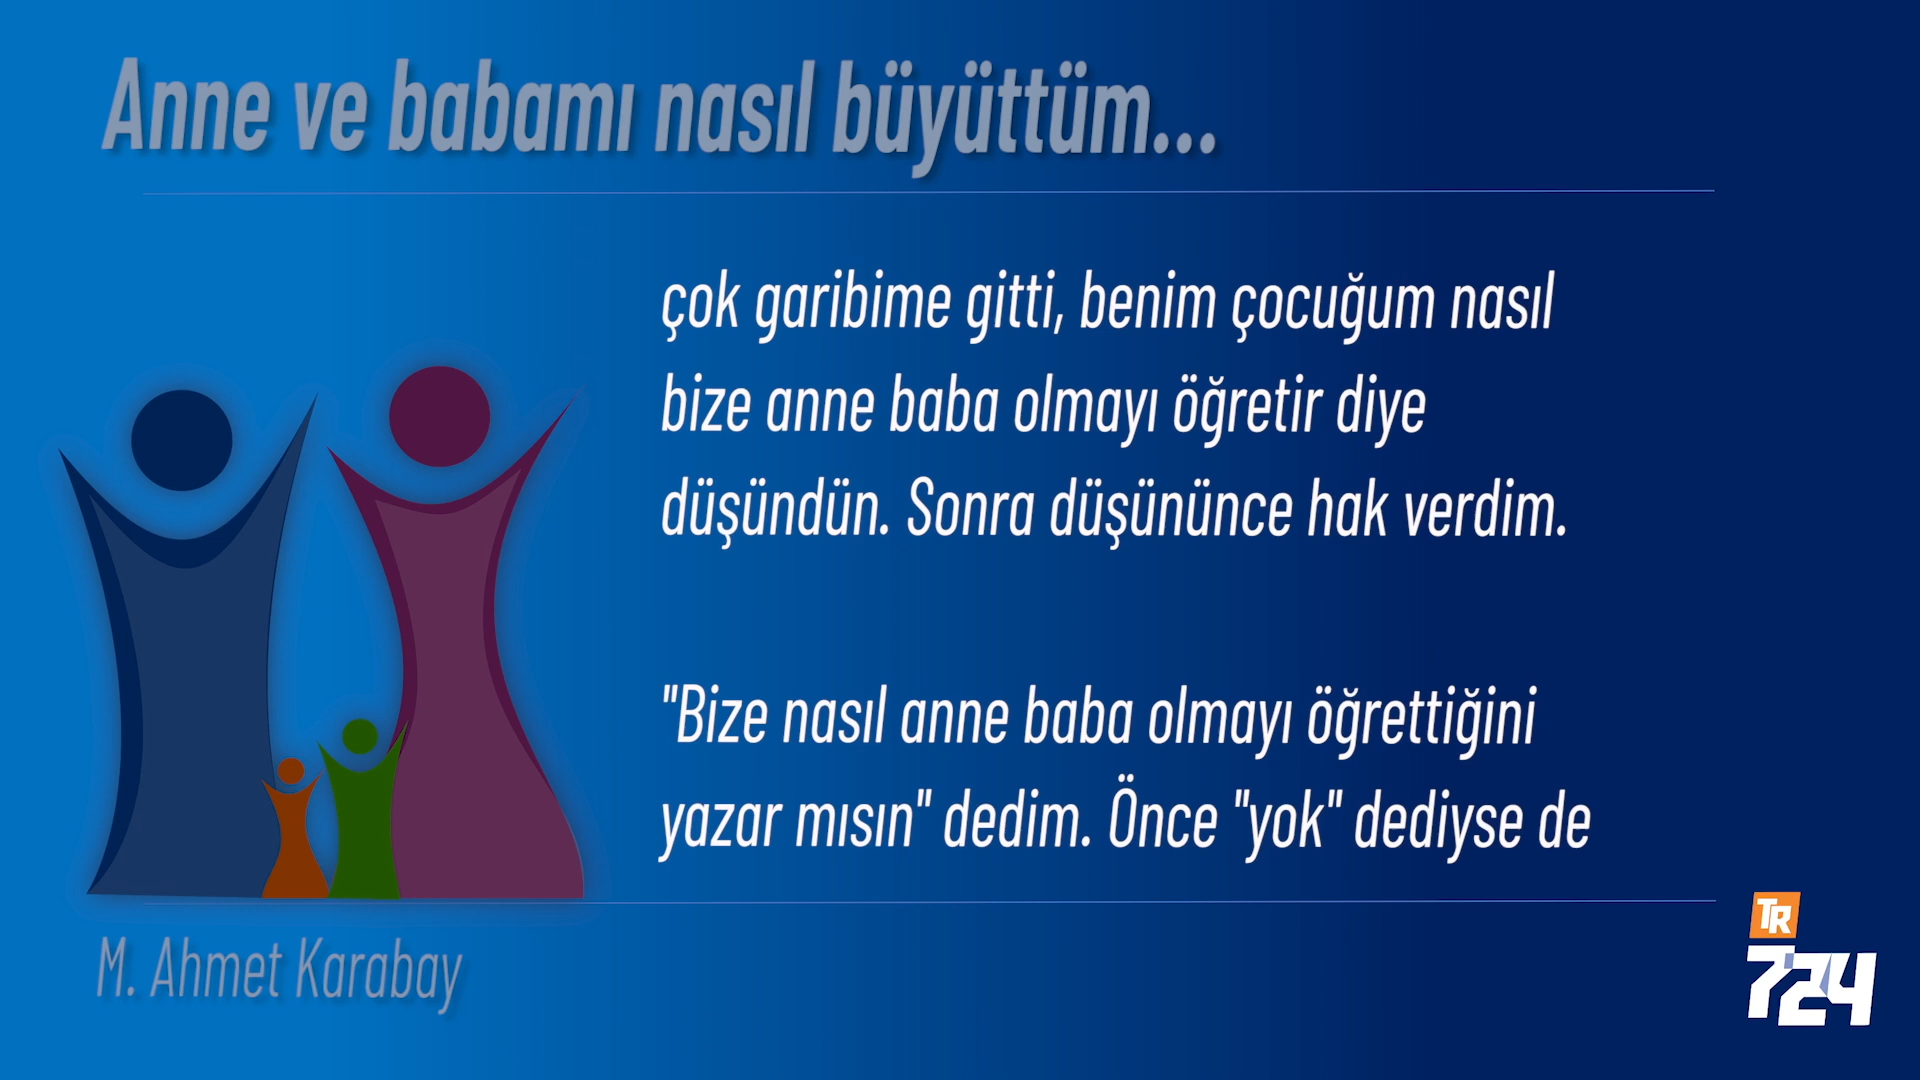 Anne ve babamı nasıl büyüttüm...
çok garibime gitti, benim çocuğum nasıl
bize anne baba olmayı öğretir diye
düşündün. Sonra düşününce hak verdim.
"Bize nasıl anne baba olmayı öğrettiğini
yazar mısın" dedim. Önce "yok" dediyse de
M. Ahmet Karabay
TR
724